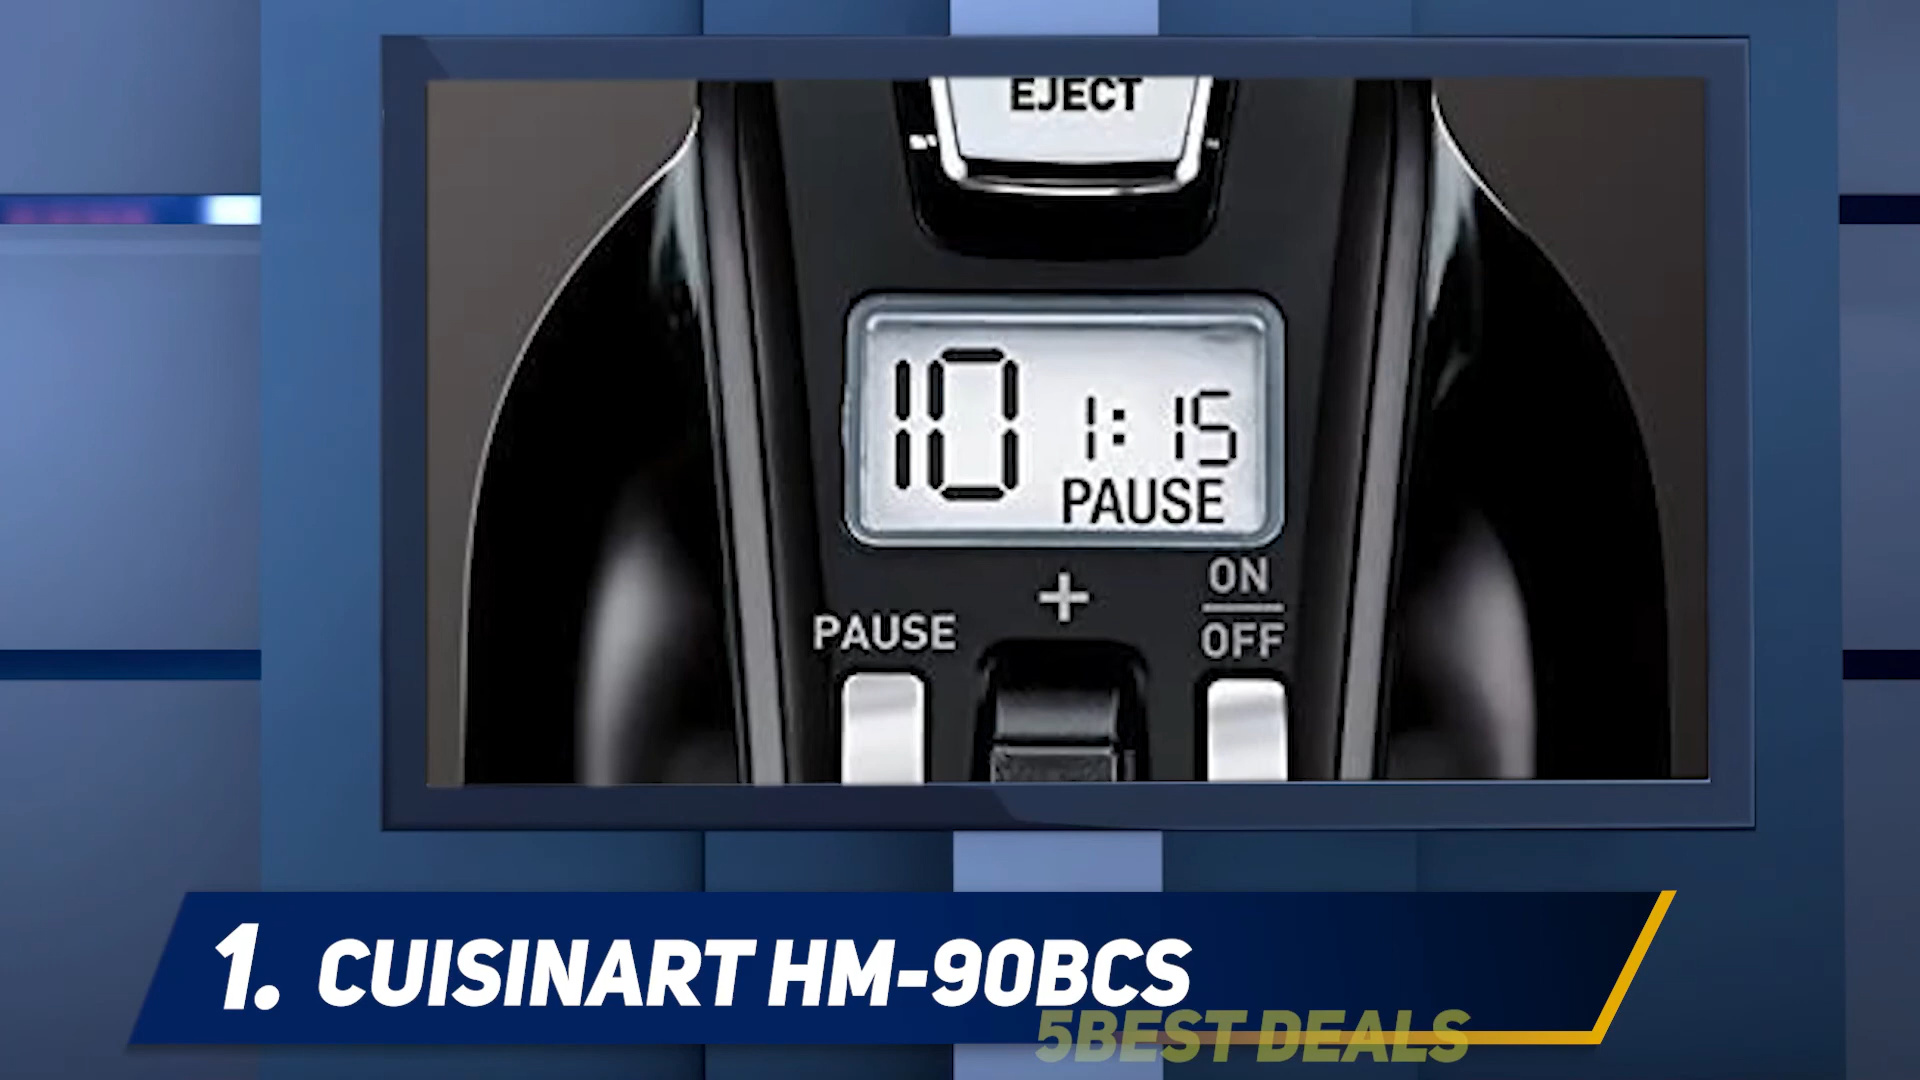 EJECT
10 1:15
PAUSE
+
PAUSE
ON
OFF
1. CUISINART HM-90BCS
5BEST DEALS